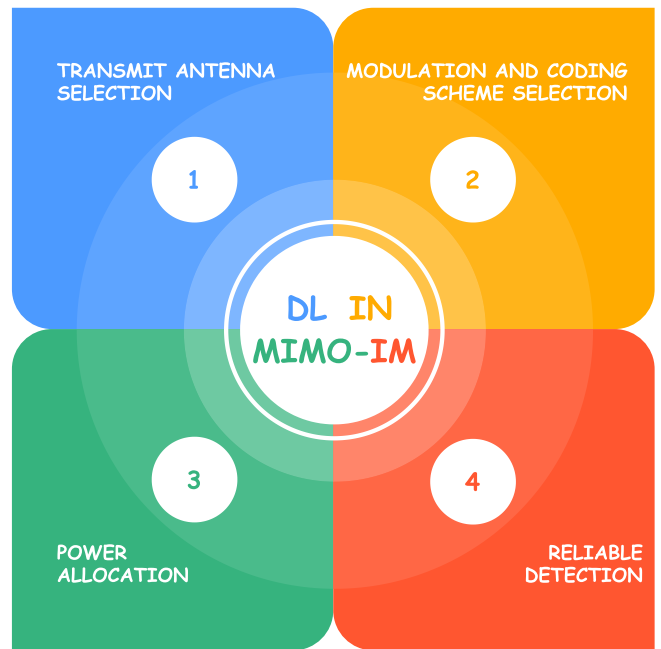 TRANSMIT ANTENNA
SELECTION
MODULATION AND CODING
SCHEME SELECTION
1
2
DL IN
MIMO-IM
3
4
POWER
ALLOCATION
RELIABLE
DETECTION